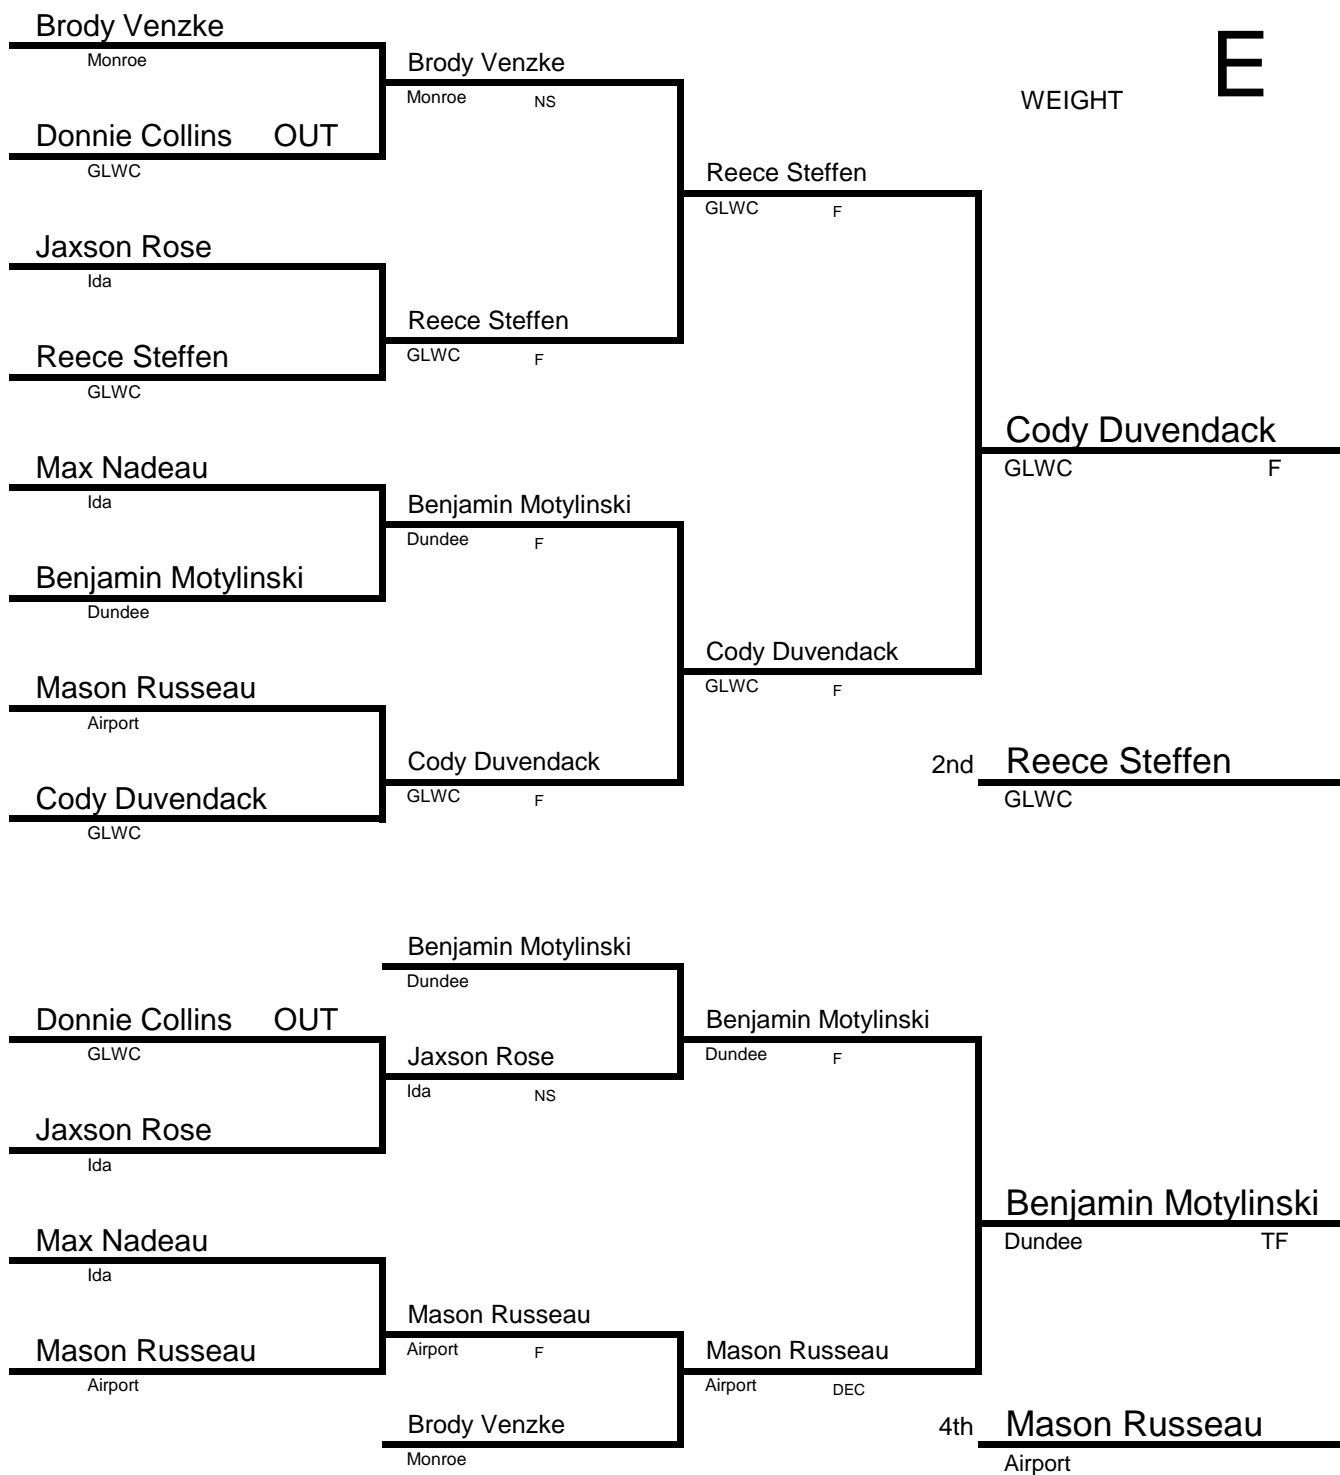 Brody Venzke
Monroe
Brody Venzke
Monroe NS
E
WEIGHT
Donnie Collins OUT
GLWC
Reece Steffen
GLWC F
Jaxson Rose
Ida
Reece Steffen
GLWC F
Reece Steffen
GLWC
Cody Duvendack
GLWC F
Max Nadeau
Ida
Benjamin Motylinski
Dundee F
Benjamin Motylinski
Dundee
Cody Duvendack
GLWC F
Mason Russeau
Airport
Cody Duvendack
GLWC F
2nd Reece Steffen
GLWC
Cody Duvendack
GLWC
Benjamin Motylinski
Dundee
Donnie Collins OUT
GLWC
Benjamin Motylinski
Dundee F
Jaxson Rose
Ida NS
Jaxson Rose
Ida
Benjamin Motylinski
Dundee TF
Max Nadeau
Ida
Mason Russeau
Airport F
Mason Russeau
Airport
Mason Russeau
Airport DEC
Brody Venzke
Monroe
4th Mason Russeau
Airport